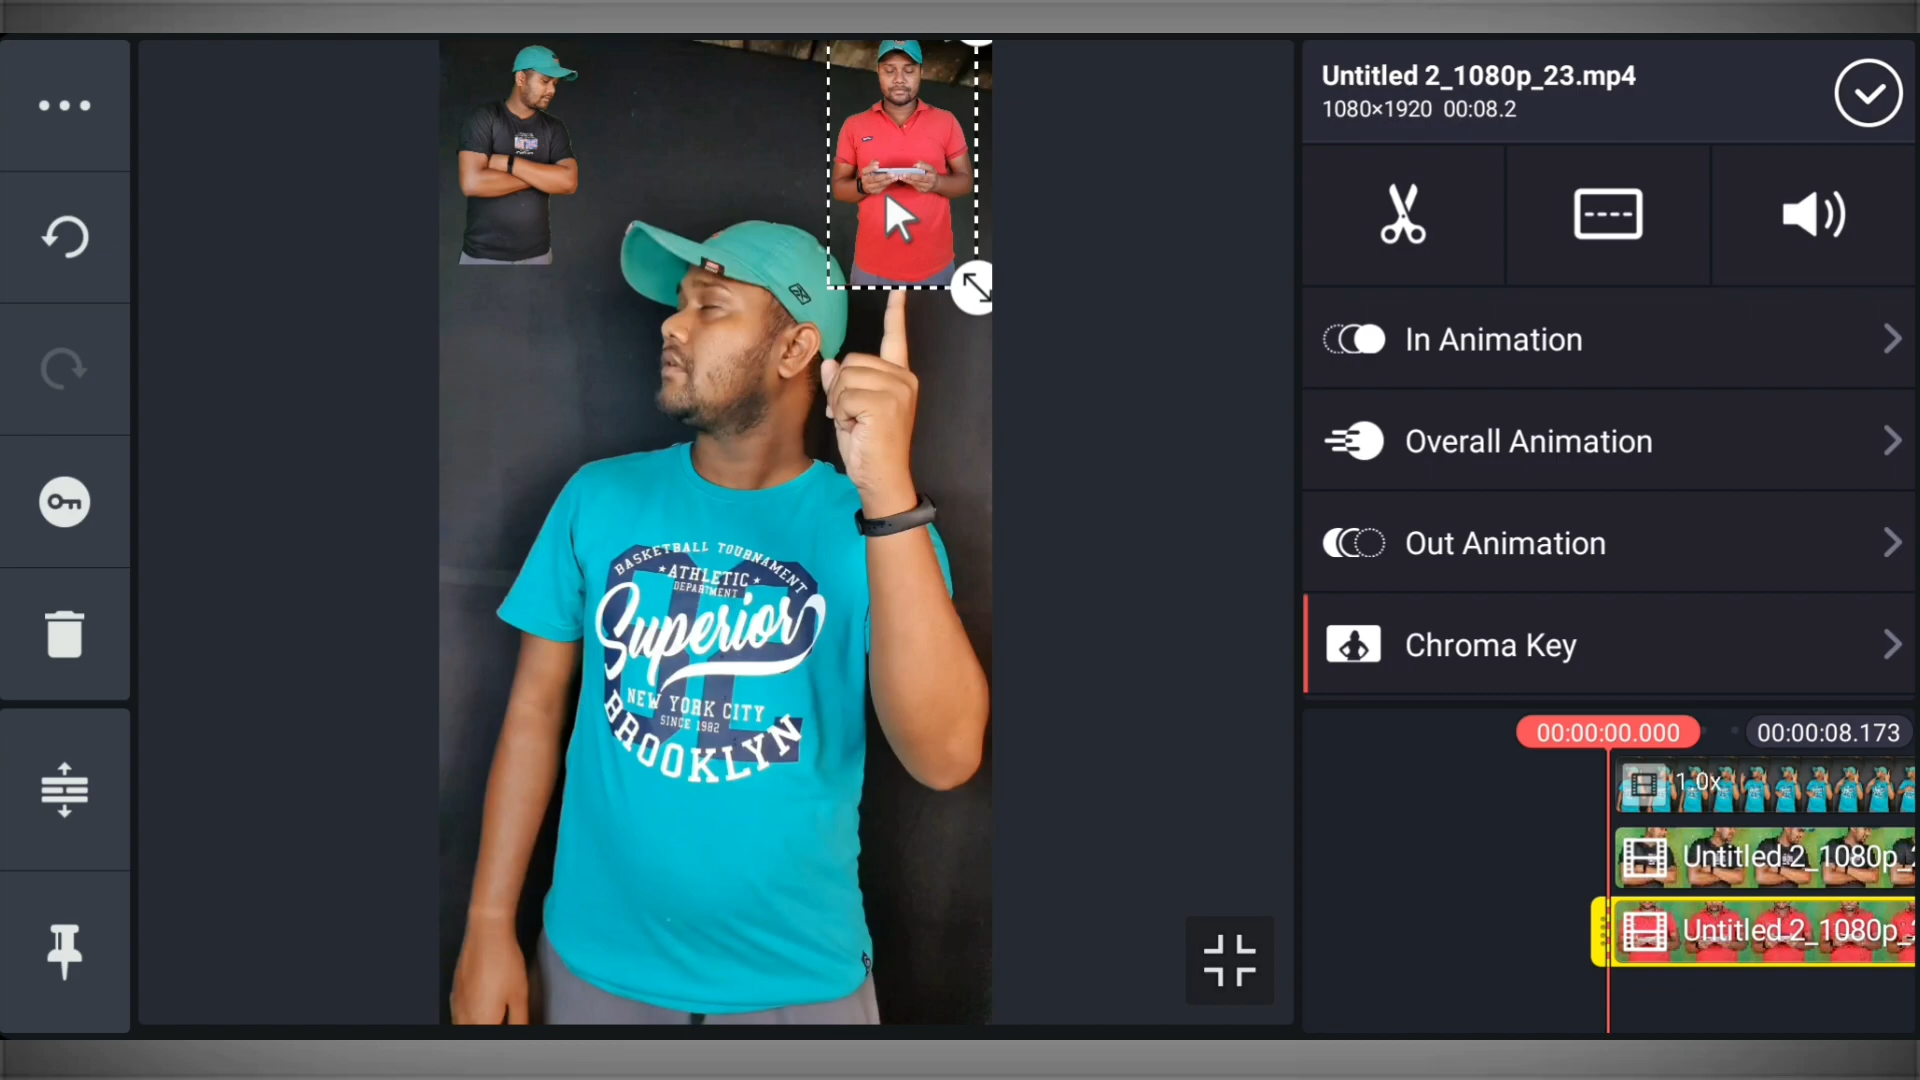 Untitled 2_1080p_23.mp4
1080×1920 00:08.2
In Animation
Overall Animation
Out Animation
Chroma Key
BASKETBALL TOURNAMENT
ATHLETIC
DEPARTMENT
Superior
NEW YORK CITY
SINCE 1982
BROOKLYN
00:00:00.000
00:00:08.173
1.0x
Untitled 2_1080p_
Untitled 2_1080p_